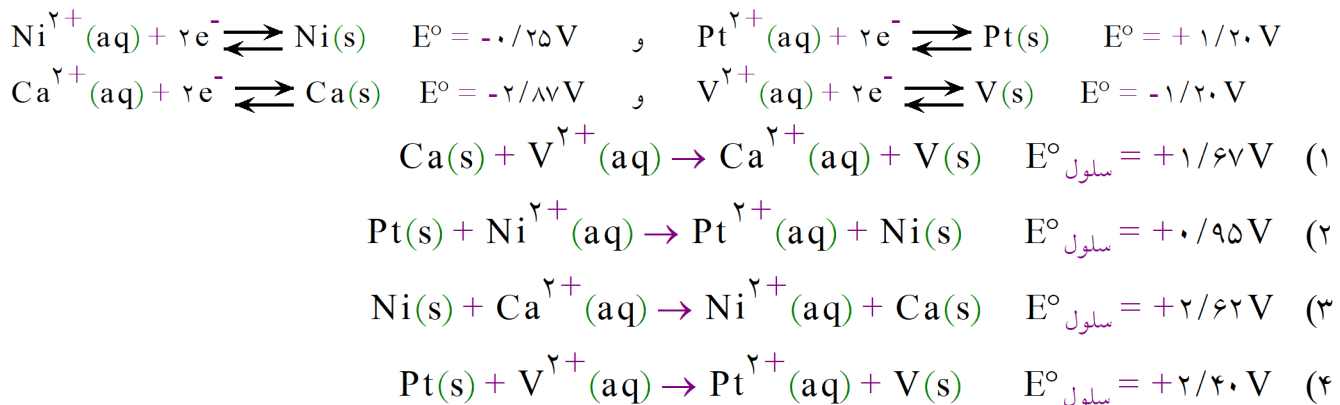 Ni²⁺(aq) + ۲e⁻ ⇌ Ni(s) E° = -۰/۲۵V و Pt²⁺(aq) + ۲e⁻ ⇌ Pt(s) E° = + ۱/۲۰V
Ca²⁺(aq) + ۲e⁻ ⇌ Ca(s) E° = -۲/۸۷V و V²⁺(aq) + ۲e⁻ ⇌ V(s) E° = -۱/۲۰V
Ca(s) + V²⁺(aq) → Ca²⁺(aq) + V(s) E°سلول = +۱/۶۷V (۱
Pt(s) + Ni²⁺(aq) → Pt²⁺(aq) + Ni(s) E°سلول = +۰/۹۵V (۲
Ni(s) + Ca²⁺(aq) → Ni²⁺(aq) + Ca(s) E°سلول = +۲/۶۲V (۳
Pt(s) + V²⁺(aq) → Pt²⁺(aq) + V(s) E°سلول = +۲/۴۰V (۴